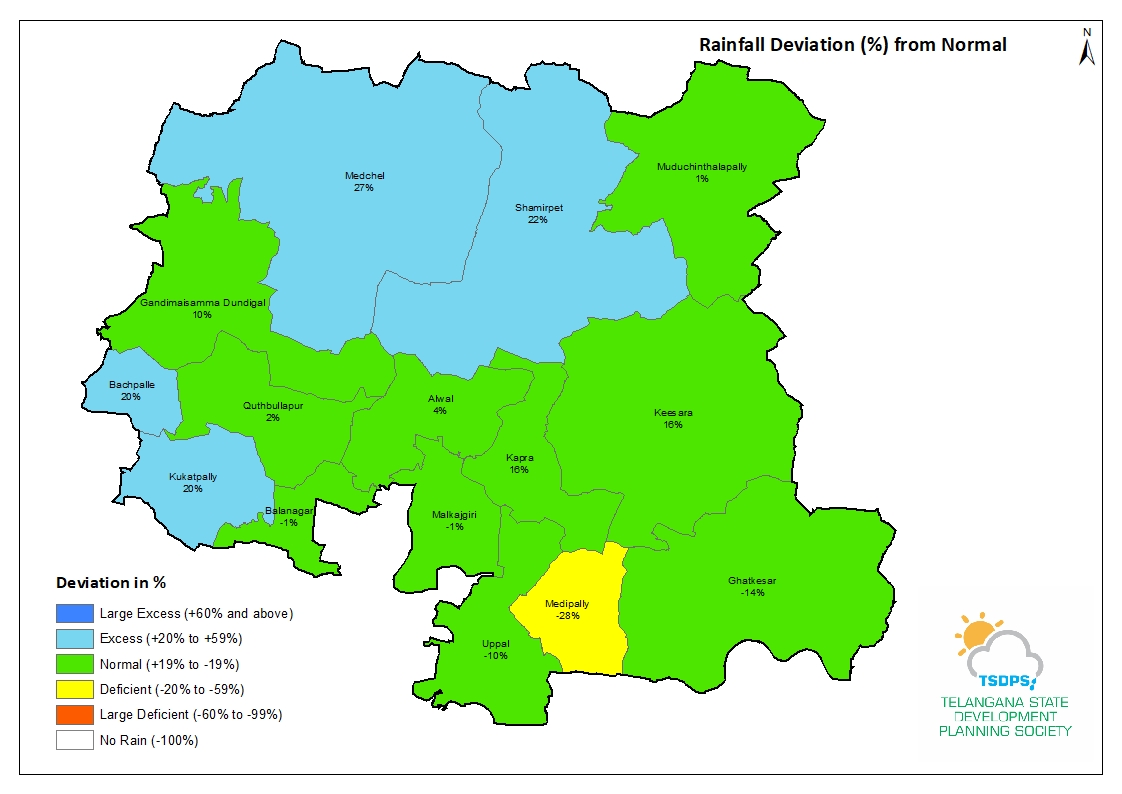 Rainfall Deviation (%) from Normal
N
Muduchinthalapally
1%
Medchel
27%
Shamirpet
22%
Gandimaisamma Dundigal
10%
Bachpalle
20%
Quthbullapur
2%
Alwal
4%
Keesara
16%
Kapra
16%
Kukatpally
20%
Balanagar
-1%
Malkajgiri
-1%
Ghatkesar
-14%
Medipally
-28%
Uppal
-10%
Deviation in %
Large Excess (+60% and above)
Excess (+20% to +59%)
Normal (+19% to -19%)
Deficient (-20% to -59%)
Large Deficient (-60% to -99%)
No Rain (-100%)
TSDPS
TELANGANA STATE
DEVELOPMENT
PLANNING SOCIETY